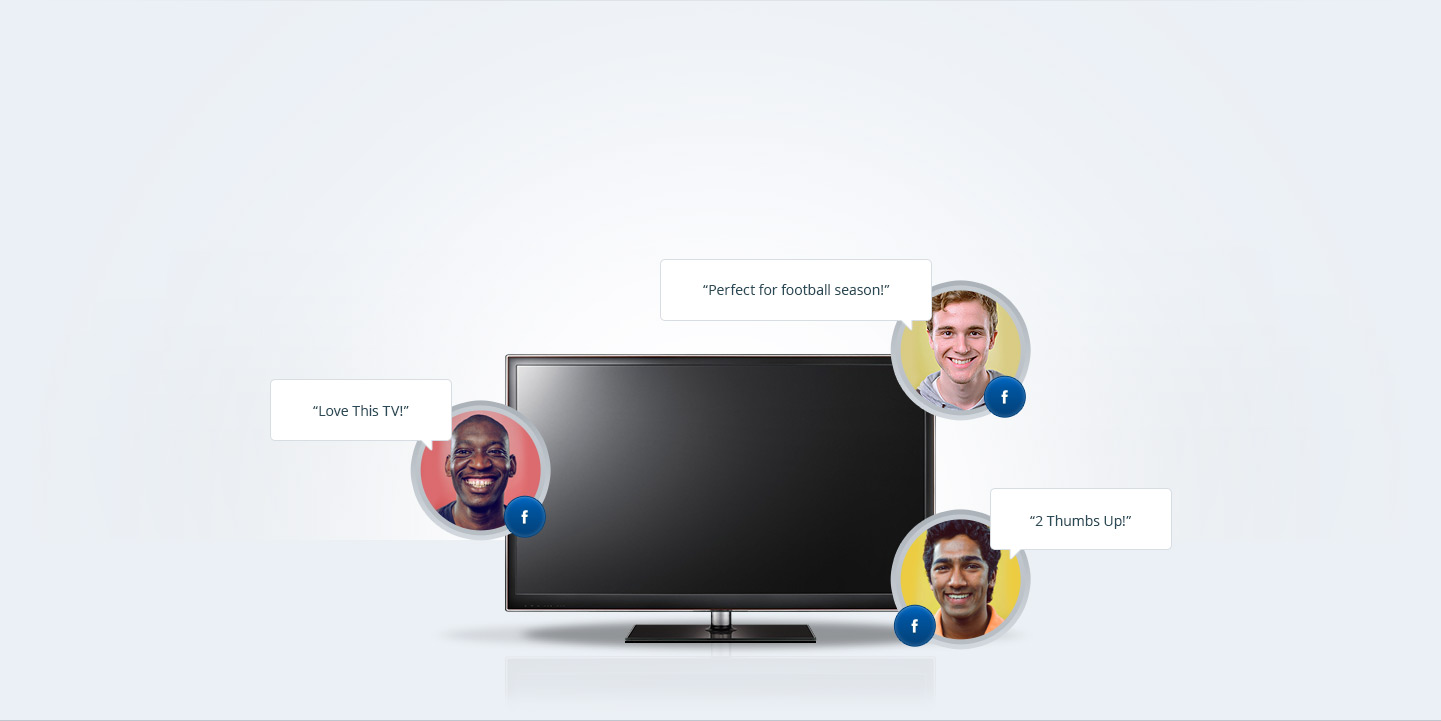 “Perfect for football season!”
“Love This TV!”
f
“2 Thumbs Up!”
f
f